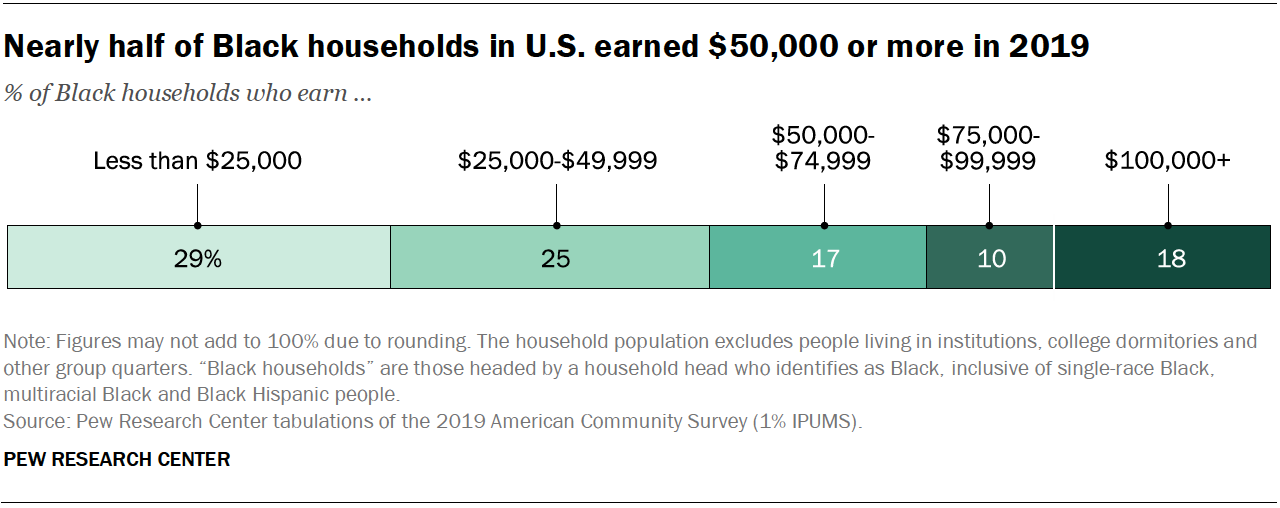 Nearly half of Black households in U.S. earned $50,000 or more in 2019
% of Black households who earn ...
Less than $25,000
$25,000-$49,999
$50,000-
$74,999
$75,000-
$99,999
$100,000+
29%
25
17
10
18
Note: Figures may not add to 100% due to rounding. The household population excludes people living in institutions, college dormitories and
other group quarters. “Black households” are those headed by a household head who identifies as Black, inclusive of single-race Black,
multiracial Black and Black Hispanic people.
Source: Pew Research Center tabulations of the 2019 American Community Survey (1% IPUMS).
PEW RESEARCH CENTER